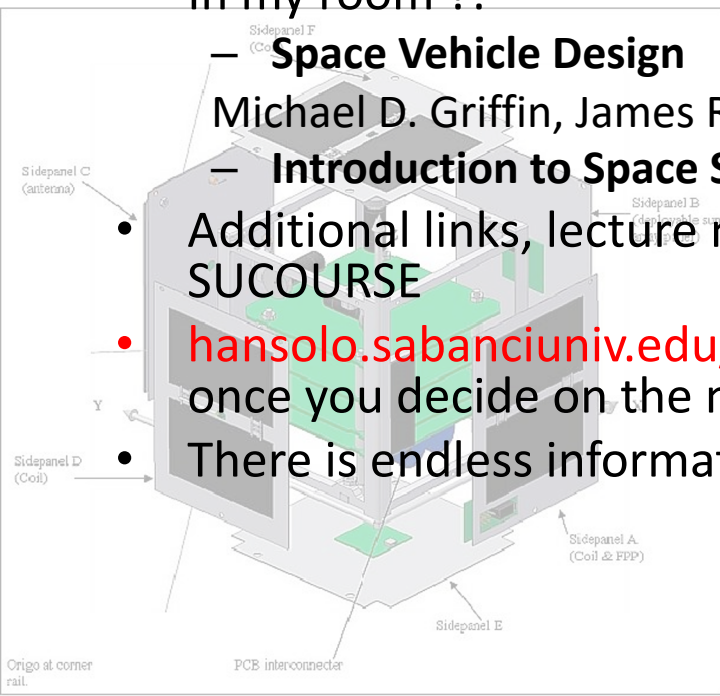 in my room ??
Sidepanel F
(Co
– Space Vehicle Design
Michael D. Griffin, James R
Sidepanel C
(antenna)
– Introduction to Space S
Sidepanel B
• Additional links, lecture
SUCOURSE
• hansolo.sabanciuniv.edu
once you decide on the
Y
• There is endless informat
Sidepanel D
(Coil)
Sidepanel A
(Coil & FPP)
Sidepanel E
Origo at corner
rail.
PCB interconnecter